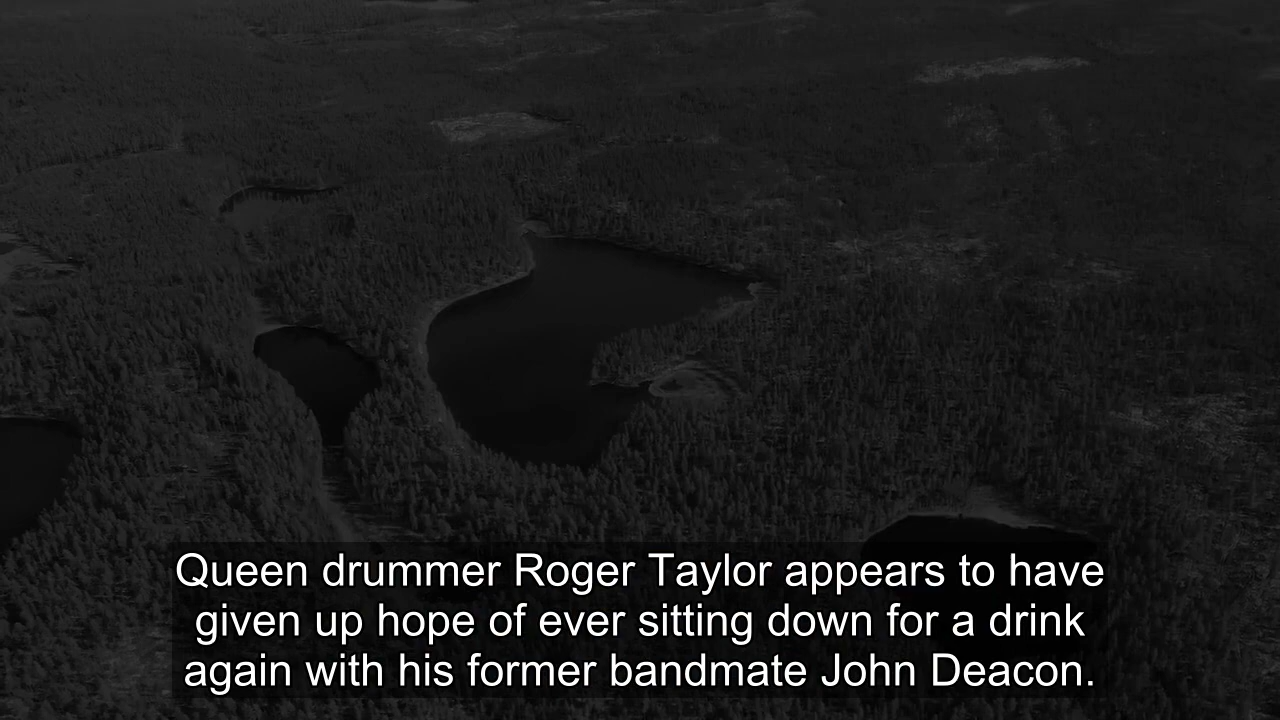 Queen drummer Roger Taylor appears to have
given up hope of ever sitting down for a drink
again with his former bandmate John Deacon.